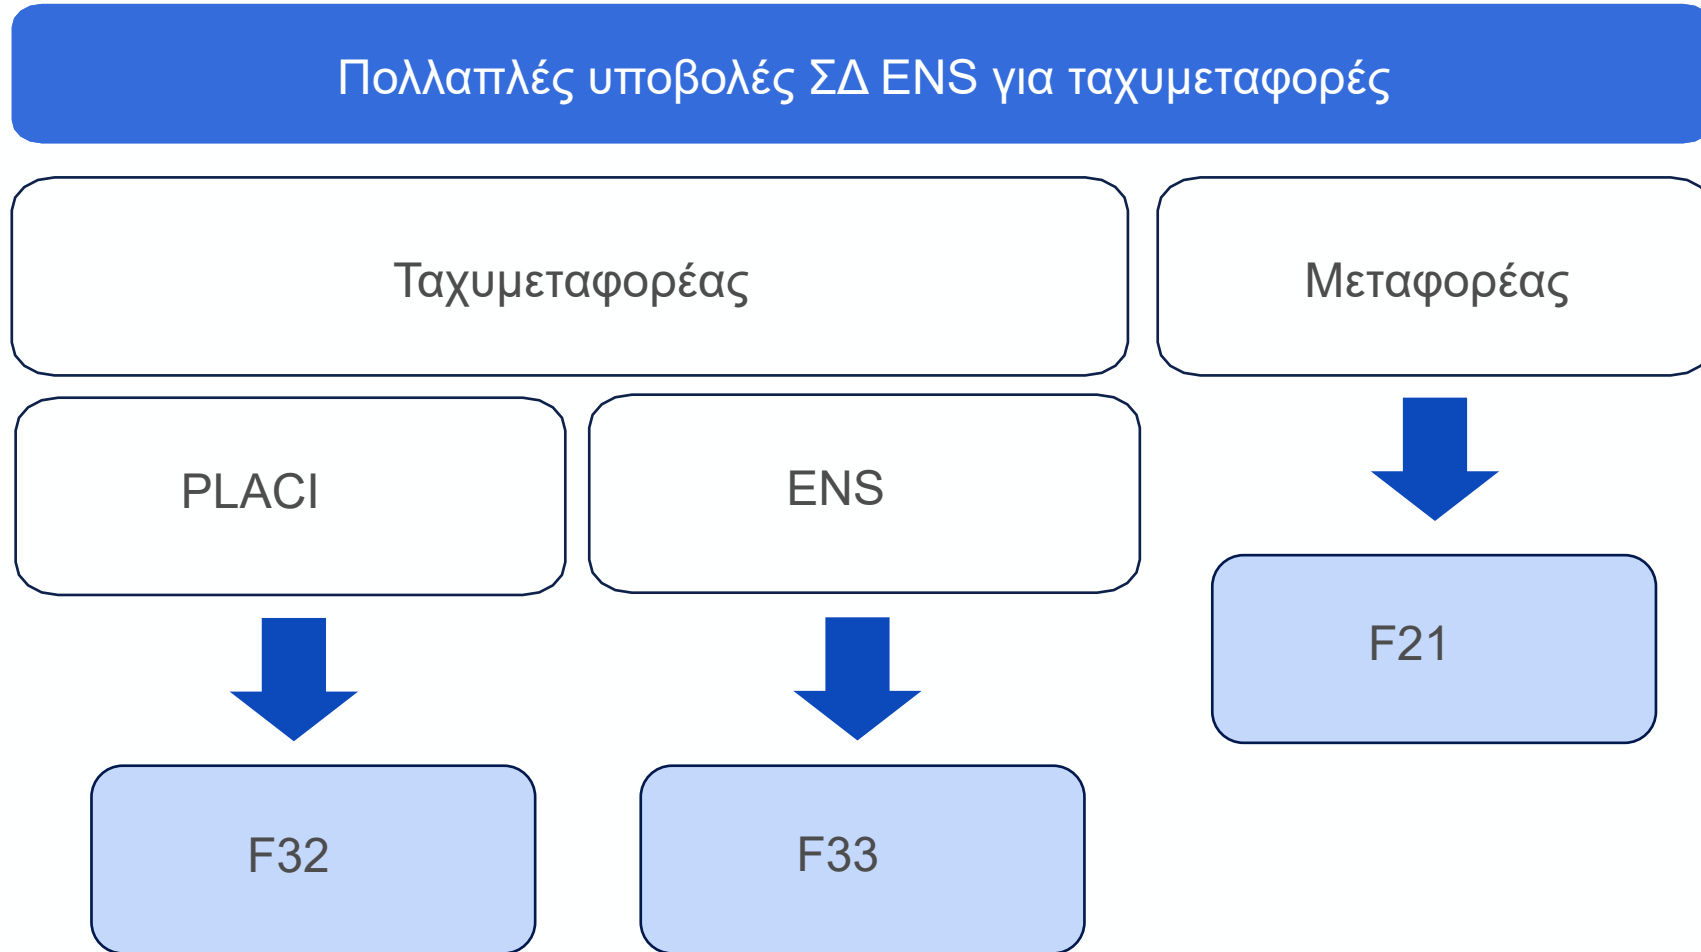 Πολλαπλές υποβολές ΣΔ ENS για ταχυμεταφορές
Ταχυμεταφορέας
Μεταφορέας
PLACI
ENS
F21
F32
F33